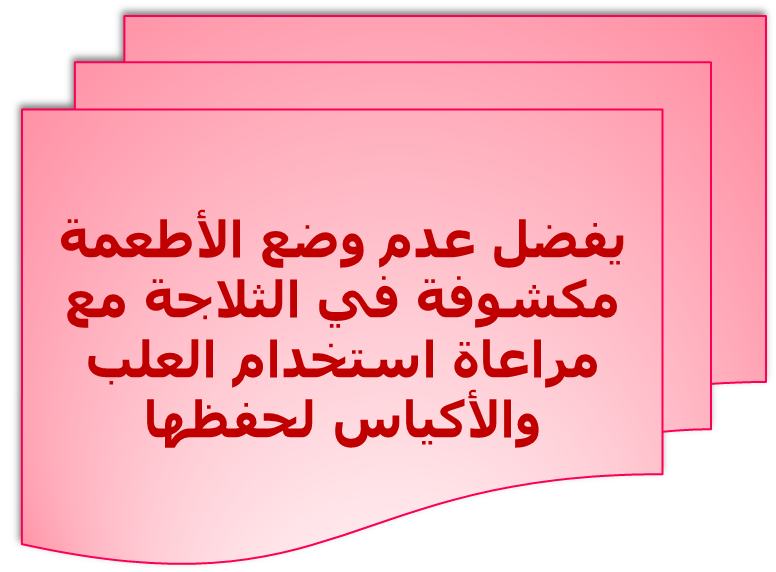 يفضل عدم وضع الأطعمة
مكشوفة في الثلاجة مع
مراعاة استخدام العلب
والأكياس لحفظها